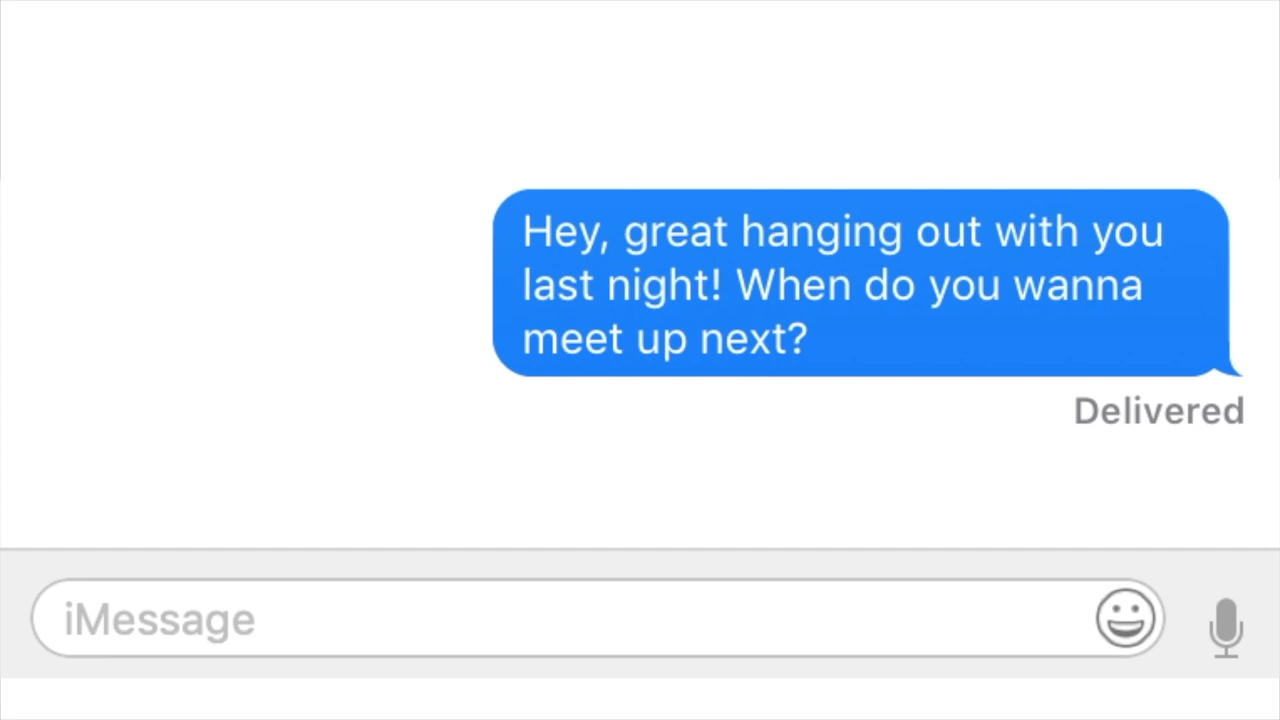 Hey, great hanging out with you
last night! When do you wanna
meet up next?
Delivered
iMessage